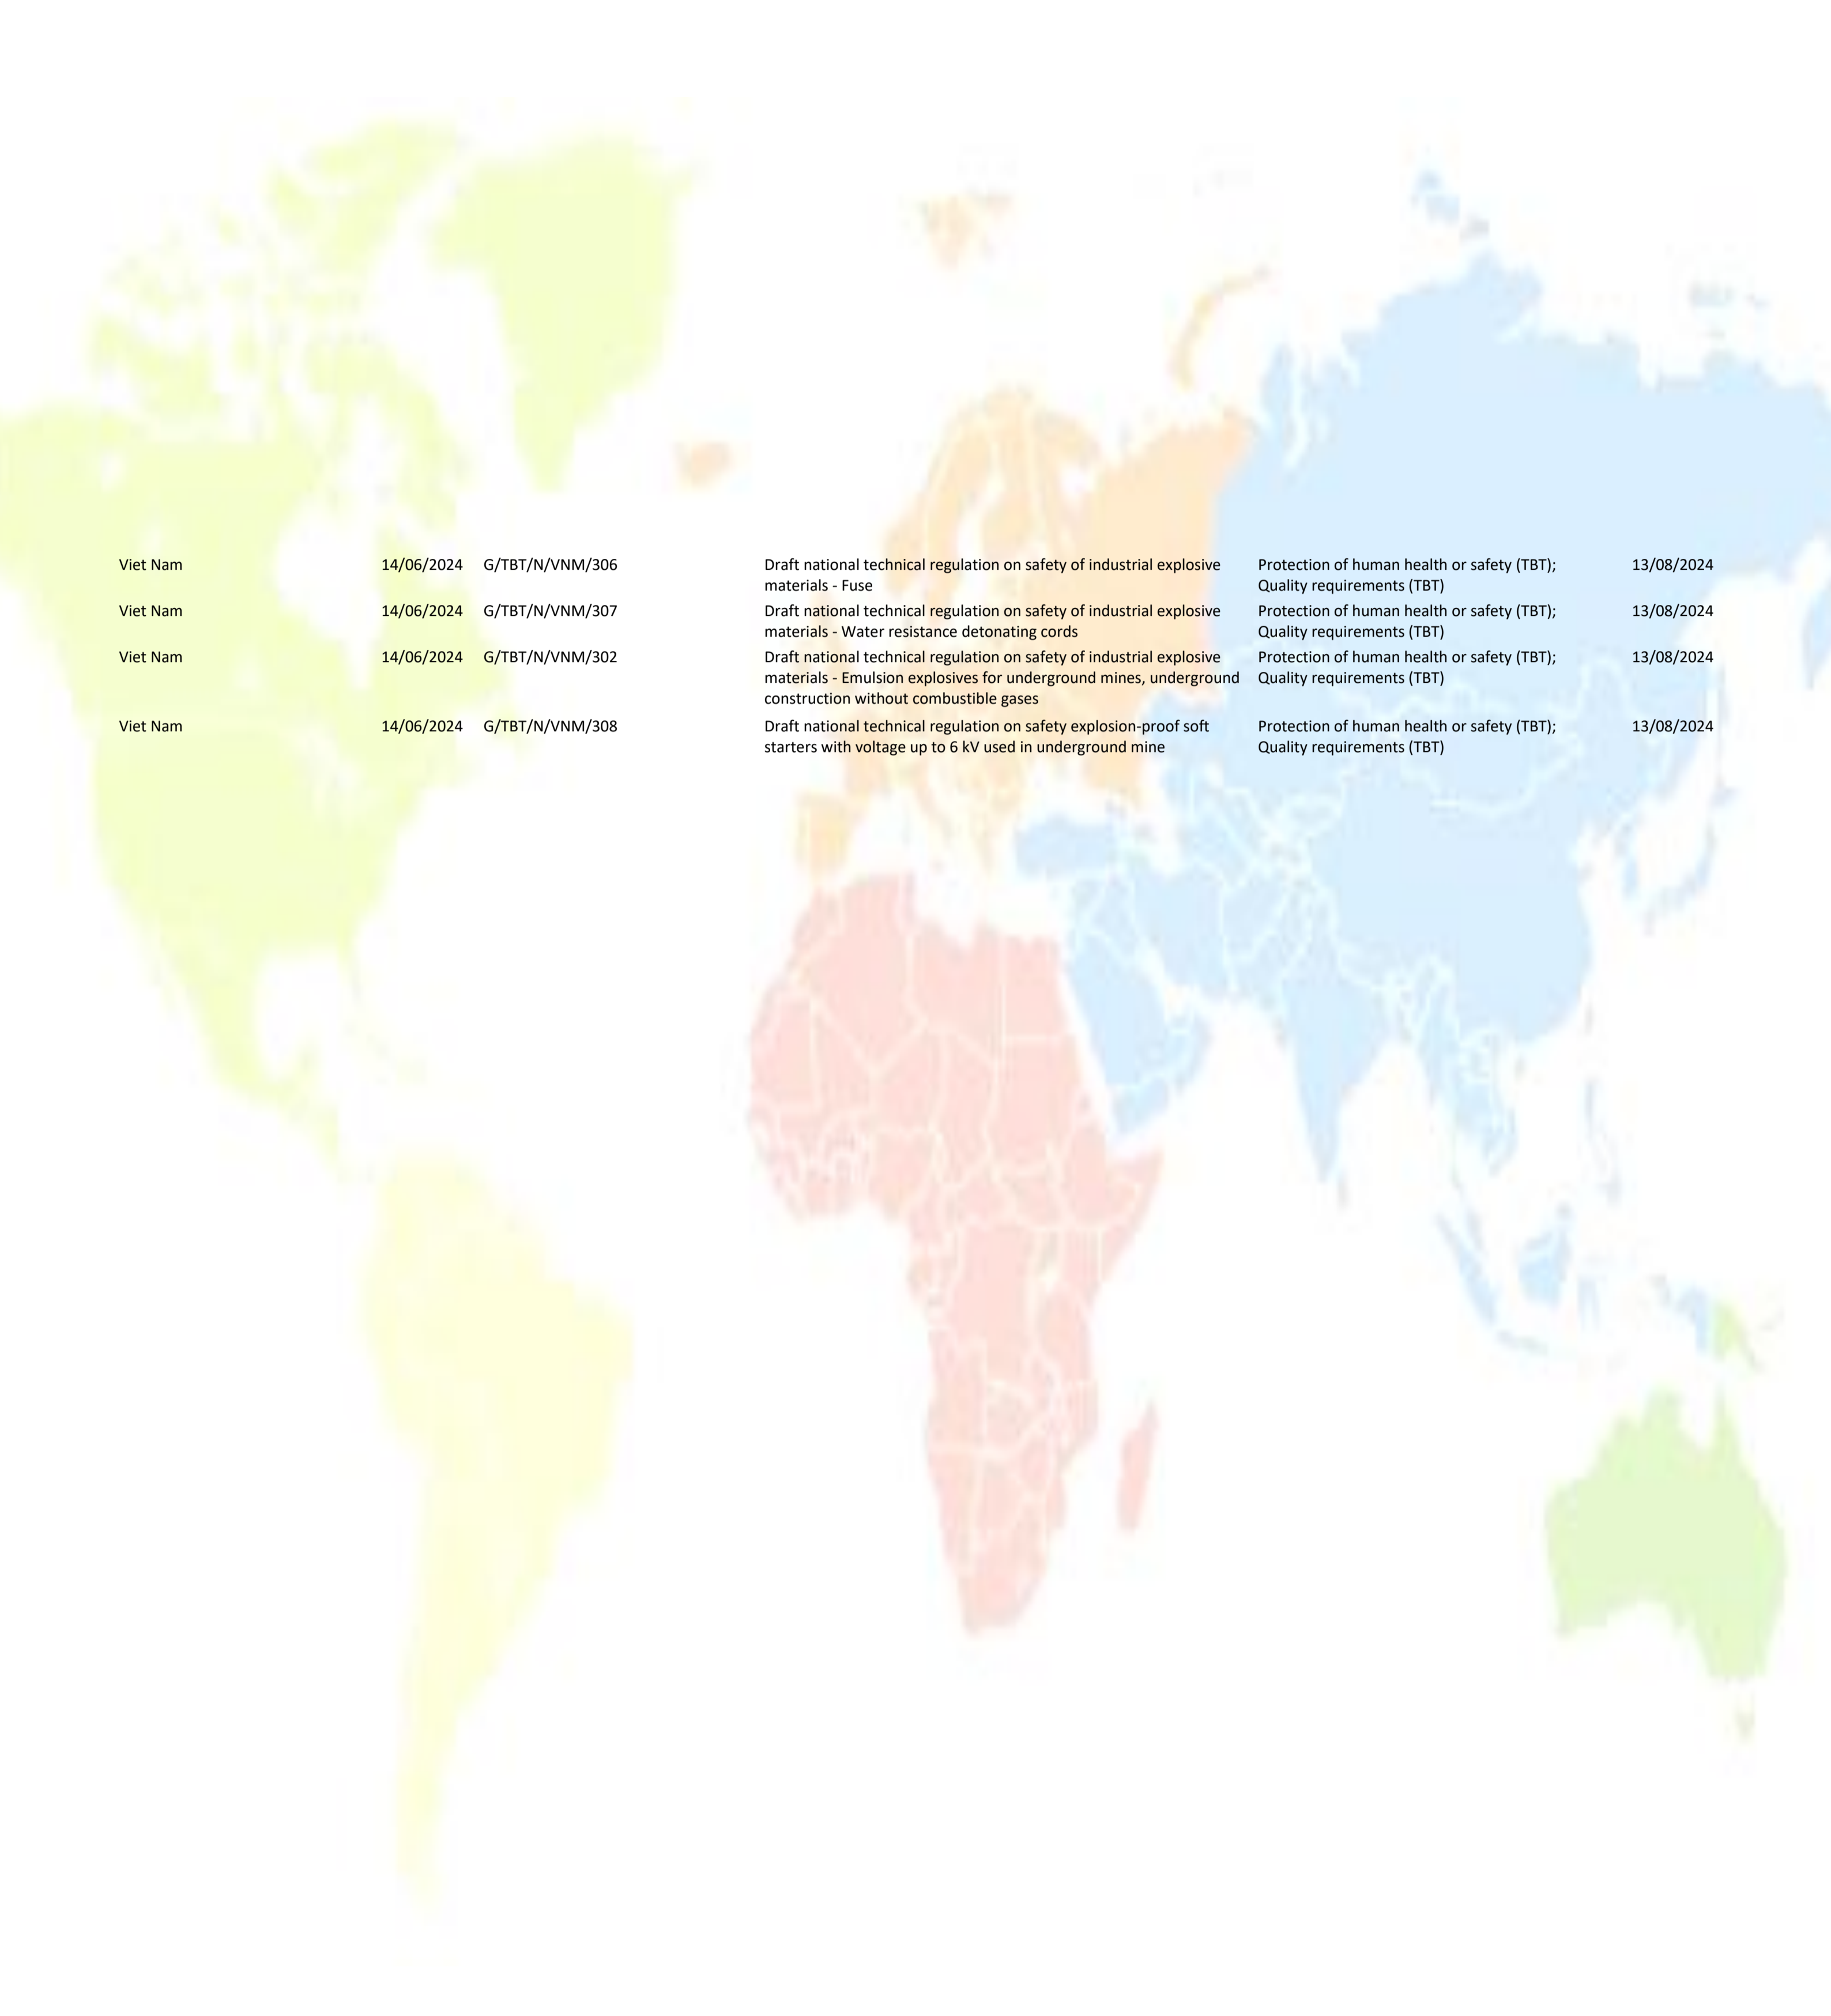 Viet Nam 14/06/2024 G/TBT/N/VNM/306 Draft national technical regulation on safety of industrial explosive Protection of human health or safety (TBT); 13/08/2024
materials - Fuse Quality requirements (TBT)
Viet Nam 14/06/2024 G/TBT/N/VNM/307 Draft national technical regulation on safety of industrial explosive Protection of human health or safety (TBT); 13/08/2024
materials - Water resistance detonating cords Quality requirements (TBT)
Viet Nam 14/06/2024 G/TBT/N/VNM/302 Draft national technical regulation on safety of industrial explosive Protection of human health or safety (TBT); 13/08/2024
materials - Emulsion explosives for underground mines, underground Quality requirements (TBT)
construction without combustible gases
Viet Nam 14/06/2024 G/TBT/N/VNM/308 Draft national technical regulation on safety explosion-proof soft Protection of human health or safety (TBT); 13/08/2024
starters with voltage up to 6 kV used in underground mine Quality requirements (TBT)